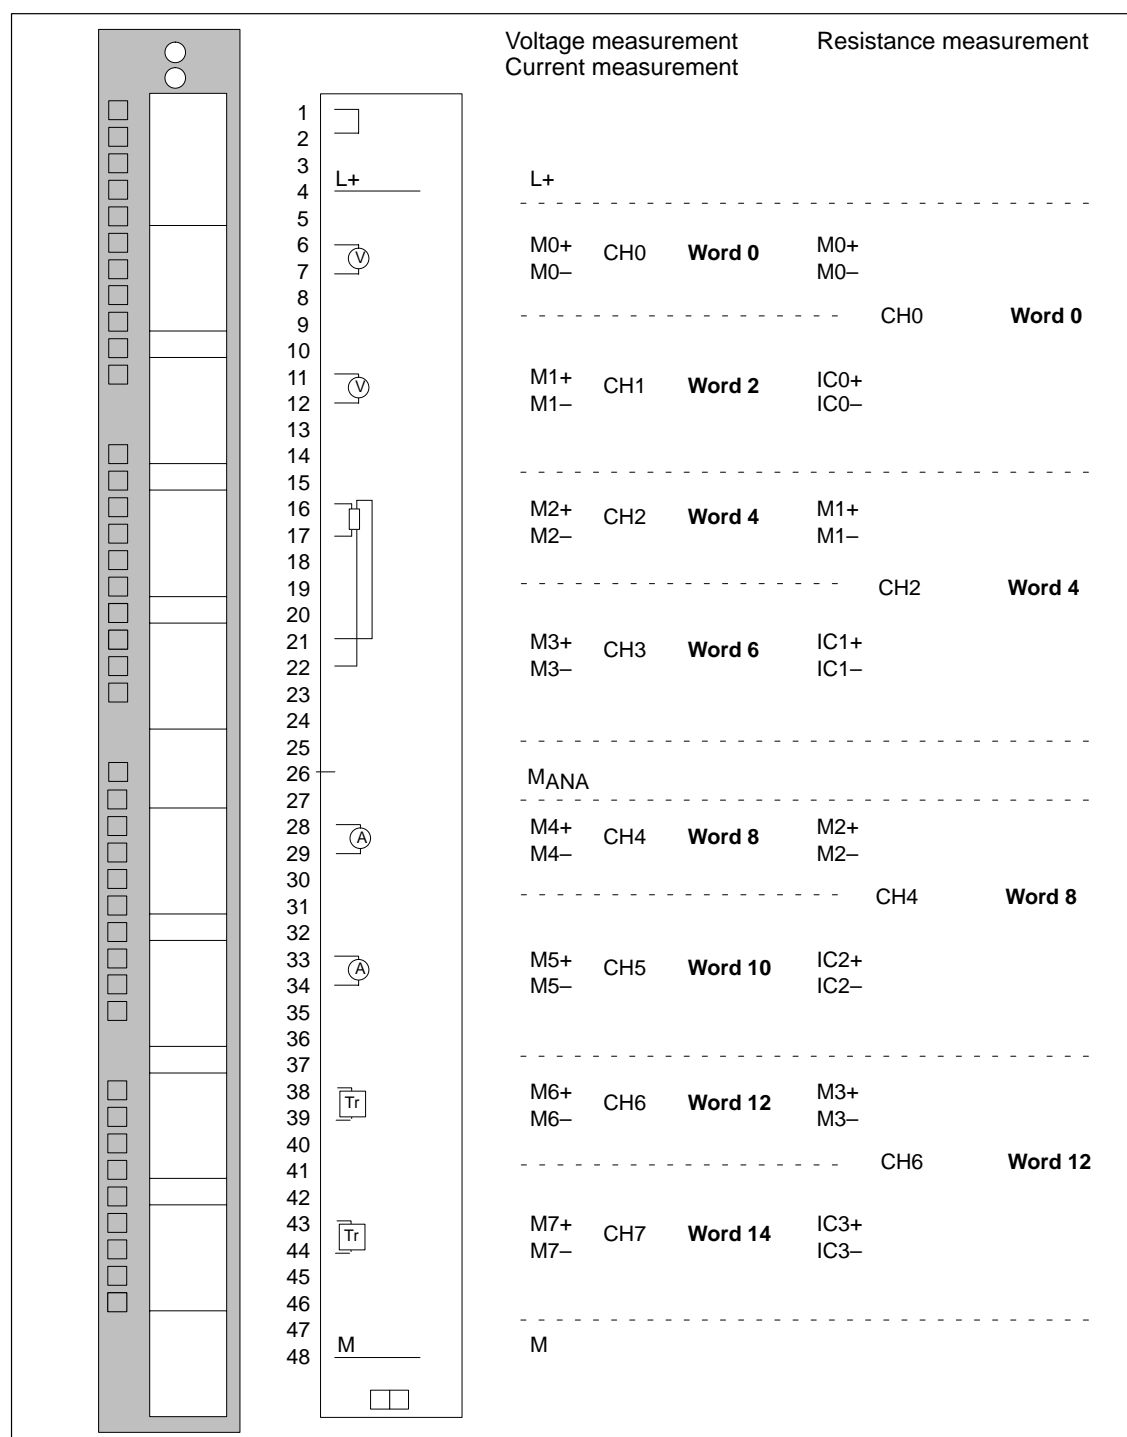 Voltage measurement Resistance measurement
Current measurement
1
2
3
L+ L+
4
5
6 M0+ M0+
V CH0 Word 0
7 M0– M0–
8
CH0 Word 0
9
10
11 M1+ IC0+
V CH1 Word 2
12 M1– IC0–
13
14
15
16 M2+ M1+
CH2 Word 4
17 M2– M1–
18
19 CH2 Word 4
20
21 M3+ IC1+
CH3 Word 6
22 M3– IC1–
23
24
25
26 MANA
27
28 M4+ M2+
A CH4 Word 8
29 M4– M2–
30
CH4 Word 8
31
32
33 M5+ IC2+
A CH5 Word 10
34 M5– IC2–
35
36
37
38 M6+ M3+
Tr CH6 Word 12
39 M6– M3–
40
CH6 Word 12
41
42
43 M7+ IC3+
Tr CH7 Word 14
44 M7– IC3–
45
46
47
M M
48